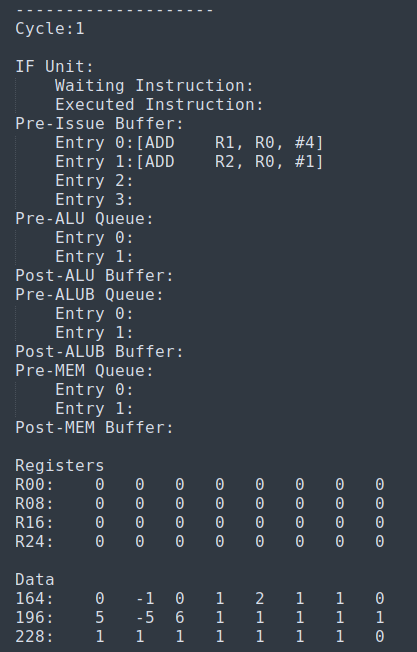 --------------------
Cycle:1

IF Unit:
    Waiting Instruction:
    Executed Instruction:
Pre-Issue Buffer:
    Entry 0:[ADD    R1, R0, #4]
    Entry 1:[ADD    R2, R0, #1]
    Entry 2:
    Entry 3:
Pre-ALU Queue:
    Entry 0:
    Entry 1:
Post-ALU Buffer:
Pre-ALUB Queue:
    Entry 0:
    Entry 1:
Post-ALUB Buffer:
Pre-MEM Queue:
    Entry 0:
    Entry 1:
Post-MEM Buffer:

Registers
R00:    0   0   0   0   0   0   0   0
R08:    0   0   0   0   0   0   0   0
R16:    0   0   0   0   0   0   0   0
R24:    0   0   0   0   0   0   0   0

Data
164:    0   -1  0   1   2   1   1   0
196:    5   -5  6   1   1   1   1   1
228:    1   1   1   1   1   1   1   0